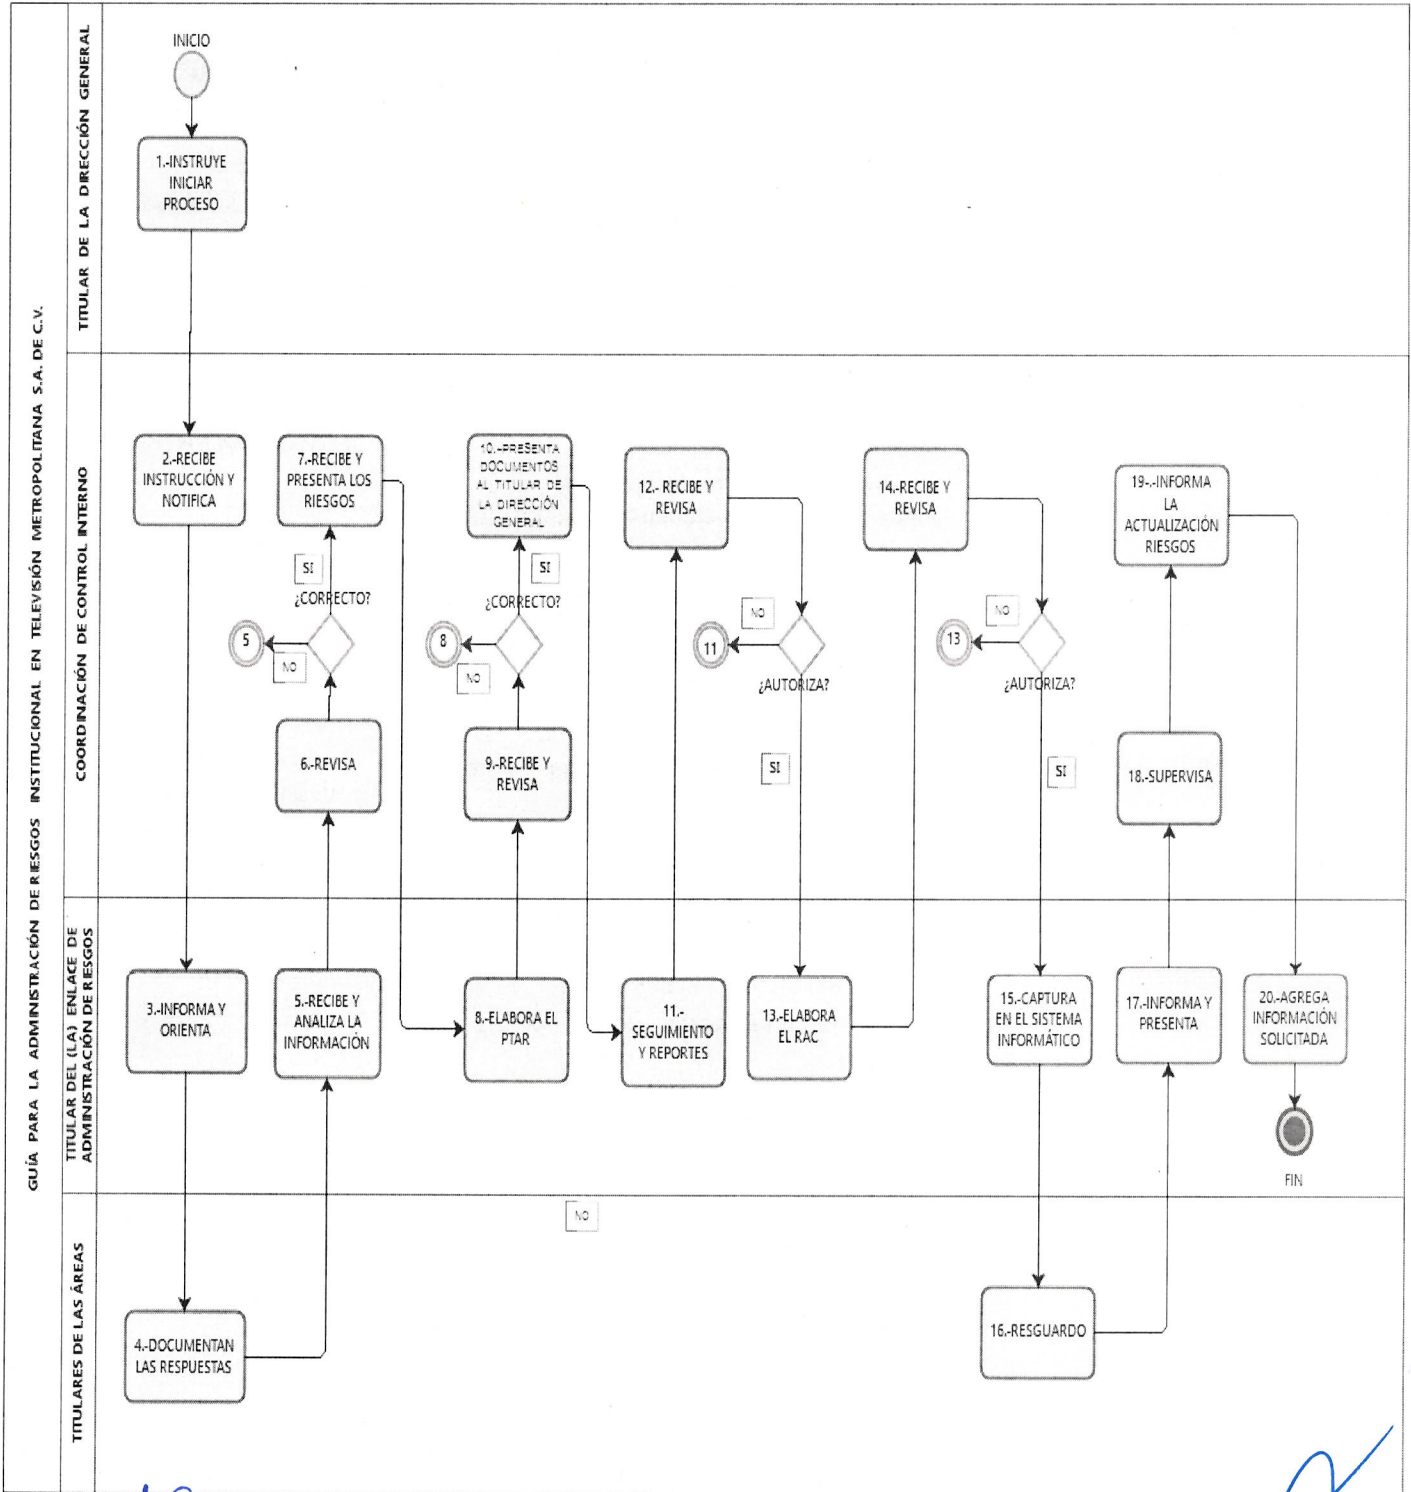 GUÍA PARA LA ADMINISTRACIÓN DE RIESGOS INSTITUCIONAL EN TELEVISIÓN METROPOLITANA S.A. DE C.V.
TITULAR DE LA DIRECCIÓN GENERAL
INICIO
1.-INSTRUYE
INICIAR
PROCESO
COORDINACIÓN DE CONTROL INTERNO
2.-RECIBE
INSTRUCCIÓN Y
NOTIFICA
7.-RECIBE Y
PRESENTA LOS
RIESGOS
10.-PRESENTA
DOCUMENTOS
AL TITULAR DE
LA DIRECCIÓN
GENERAL
12.- RECIBE Y
REVISA
14.-RECIBE Y
REVISA
19-.-INFORMA
LA
ACTUALIZACIÓN
RIESGOS
SI
¿CORRECTO?
5
NO
SI
¿CORRECTO?
8
NO
NO
11
¿AUTORIZA?
SI
NO
13
¿AUTORIZA?
SI
6.-REVISA
9.-RECIBE Y
REVISA
18.-SUPERVISA
TITULAR DEL (LA) ENLACE DE
ADMINISTRACIÓN DE RIESGOS
3.-INFORMA Y
ORIENTA
5.-RECIBE Y
ANALIZA LA
INFORMACIÓN
8.-ELABORA EL
PTAR
11.-
SEGUIMIENTO
Y REPORTES
13.-ELABORA
EL RAC
15.-CAPTURA
EN EL SISTEMA
INFORMÁTICO
17.-INFORMA Y
PRESENTA
20.-AGREGA
INFORMACIÓN
SOLICITADA
FIN
TITULARES DE LAS ÁREAS
NO
4.-DOCUMENTAN
LAS RESPUESTAS
16.-RESGUARDO